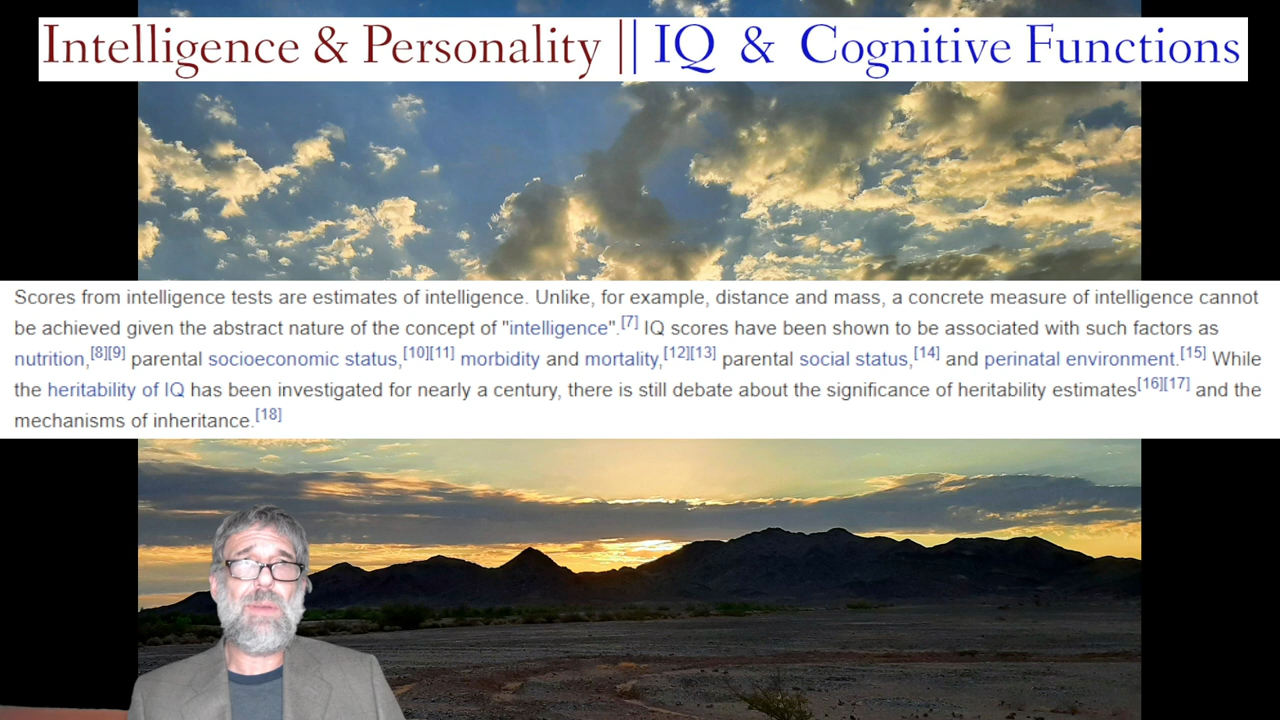 Intelligence & Personality || IQ & Cognitive Functions
Scores from intelligence tests are estimates of intelligence. Unlike, for example, distance and mass, a concrete measure of intelligence cannot
be achieved given the abstract nature of the concept of "intelligence".[7] IQ scores have been shown to be associated with such factors as
nutrition,[8][9] parental socioeconomic status,[10][11] morbidity and mortality,[12][13] parental social status,[14] and perinatal environment.[15] While
the heritability of IQ has been investigated for nearly a century, there is still debate about the significance of heritability estimates[16][17] and the
mechanisms of inheritance.[18]